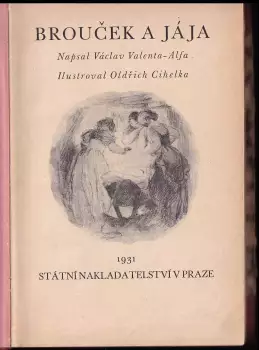 BROUČEK A JÁJA
Napsal Václav Valenta-Alfa
Ilustroval Oldřich Cihelka
1931
STÁTNÍ NAKLADATELSTVÍ V PRAZE